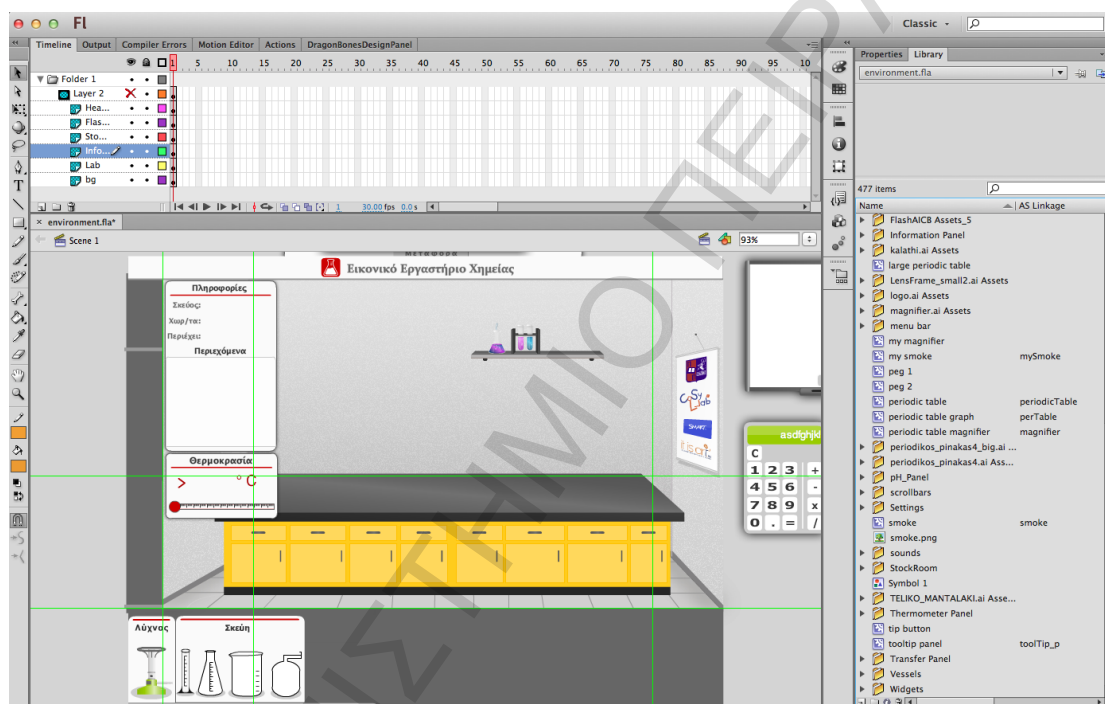 Fl
Classic
Timeline Output Compiler Errors Motion Editor Actions DragonBonesDesignPanel
1 5 10 15 20 25 30 35 40 45 50 55 60 65 70 75 80 85 90 95 10
Folder 1
Layer 2
Hea...
Flas...
Sto...
Info...
Lab
bg
1 30.00 fps 0.0 s
× environment.fla*
Scene 1
93%
ΜΕΤΑΦΟΡΑ
Εικονικό Εργαστήριο Χημείας
Πληροφορίες
Σκεύος:
Χωρ/τα:
Περιέχει:
Περιεχόμενα
Θερμοκρασία
> °C
CoSy
Lab
SMART
it is art
asdfghjkl
C
1 2 3 +
4 5 6 -
7 8 9 x
0 . = /
Λύχνος
Σκεύη
Properties Library
environment.fla
477 items
Name AS Linkage
FlashAICB Assets_5
Information Panel
kalathi.ai Assets
large periodic table
LensFrame_small2.ai Assets
logo.ai Assets
magnifier.ai Assets
menu bar
my magnifier
my smoke mySmoke
peg 1
peg 2
periodic table periodicTable
periodic table graph perTable
periodic table magnifier magnifier
periodikos_pinakas4_big.ai ...
periodikos_pinakas4.ai Ass...
pH_Panel
scrollbars
Settings
smoke smoke
smoke.png
sounds
StockRoom
Symbol 1
TELIKO_MANTALAKI.ai Asse...
Thermometer Panel
tip button
tooltip panel toolTip_p
Transfer Panel
Vessels
Widgets